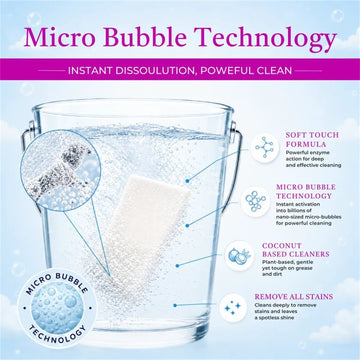 Micro Bubble Technology
INSTANT DISSOULUTION, POWEFUL CLEAN
SOFT TOUCH
FORMULA
Powerful enzyme
action for deep
and effective cleaning
MICRO BUBBLE
TECHNOLOGY
Instant activation
into billions of
nano-sized micro-bubbles
for powerful cleaning
COCONUT
BASED CLEANERS
Plant-based, gentle
yet tough on grease
and dirt
REMOVE ALL STAINS
Cleans deeply to remove
stains and leaves
a spotless shine
MICRO BUBBLE
TECHNOLOGY